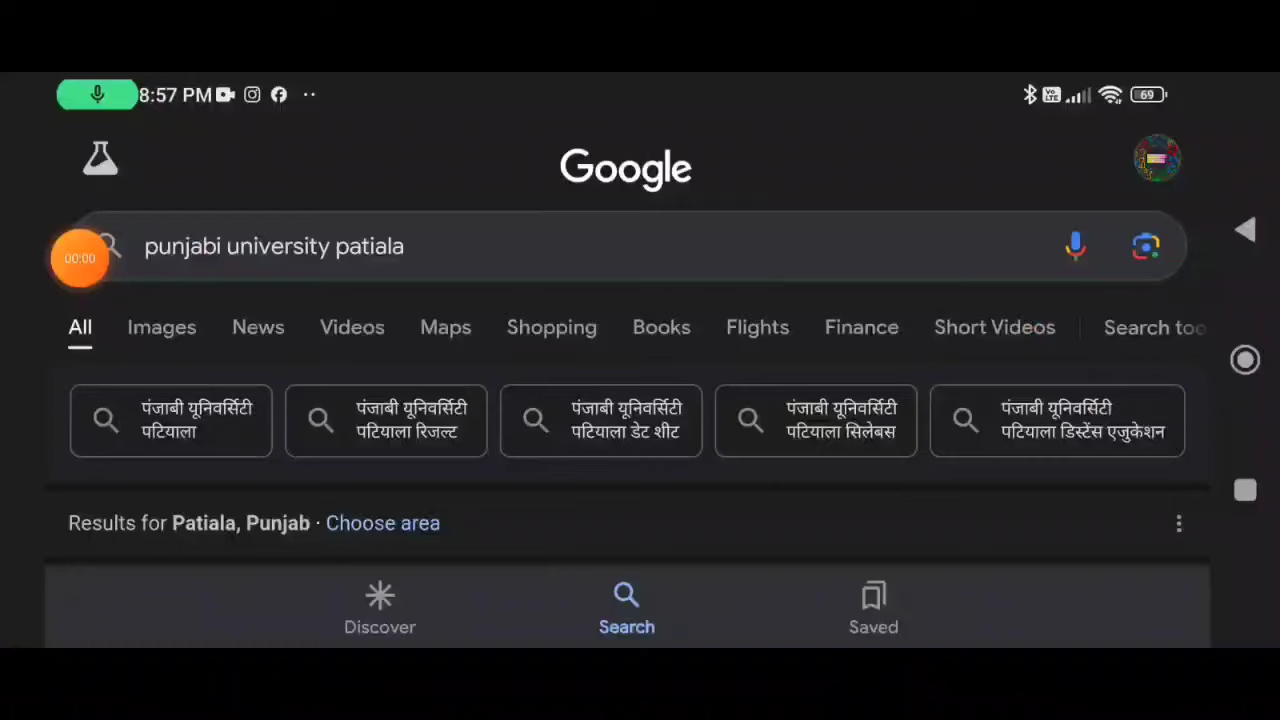 8:57 PM
Vo LTE
69
Google
00:00
punjabi university patiala
All Images News Videos Maps Shopping Books Flights Finance Short Videos Search too
पंजाबी यूनिवर्सिटी
पटियाला
पंजाबी यूनिवर्सिटी
पटियाला रिजल्ट
पंजाबी यूनिवर्सिटी
पटियाला डेट शीट
पंजाबी यूनिवर्सिटी
पटियाला सिलेबस
पंजाबी यूनिवर्सिटी
पटियाला डिस्टेंस एजुकेशन
Results for Patiala, Punjab · Choose area
Discover Search Saved